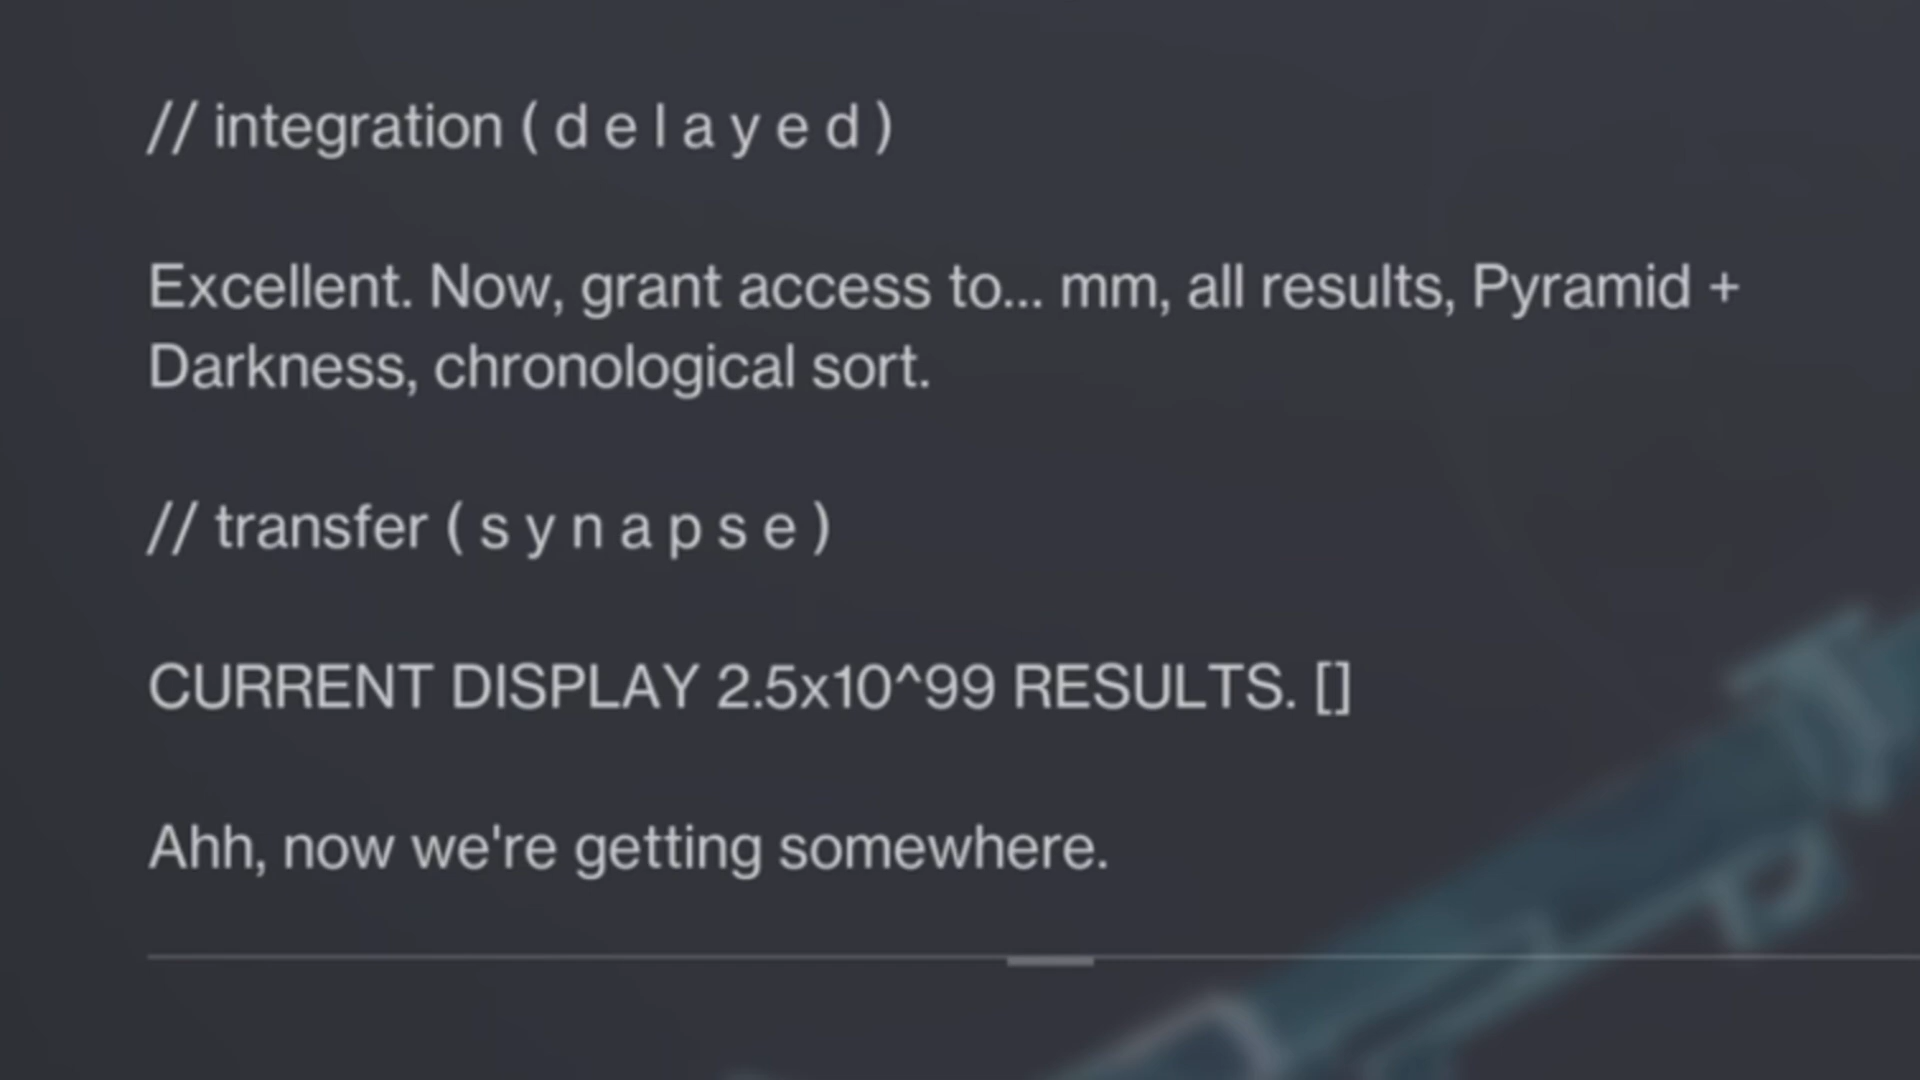 // integration ( d e l a y e d )
Excellent. Now, grant access to... mm, all results, Pyramid +
Darkness, chronological sort.
// transfer ( s y n a p s e )
CURRENT DISPLAY 2.5x10^99 RESULTS. []
Ahh, now we're getting somewhere.